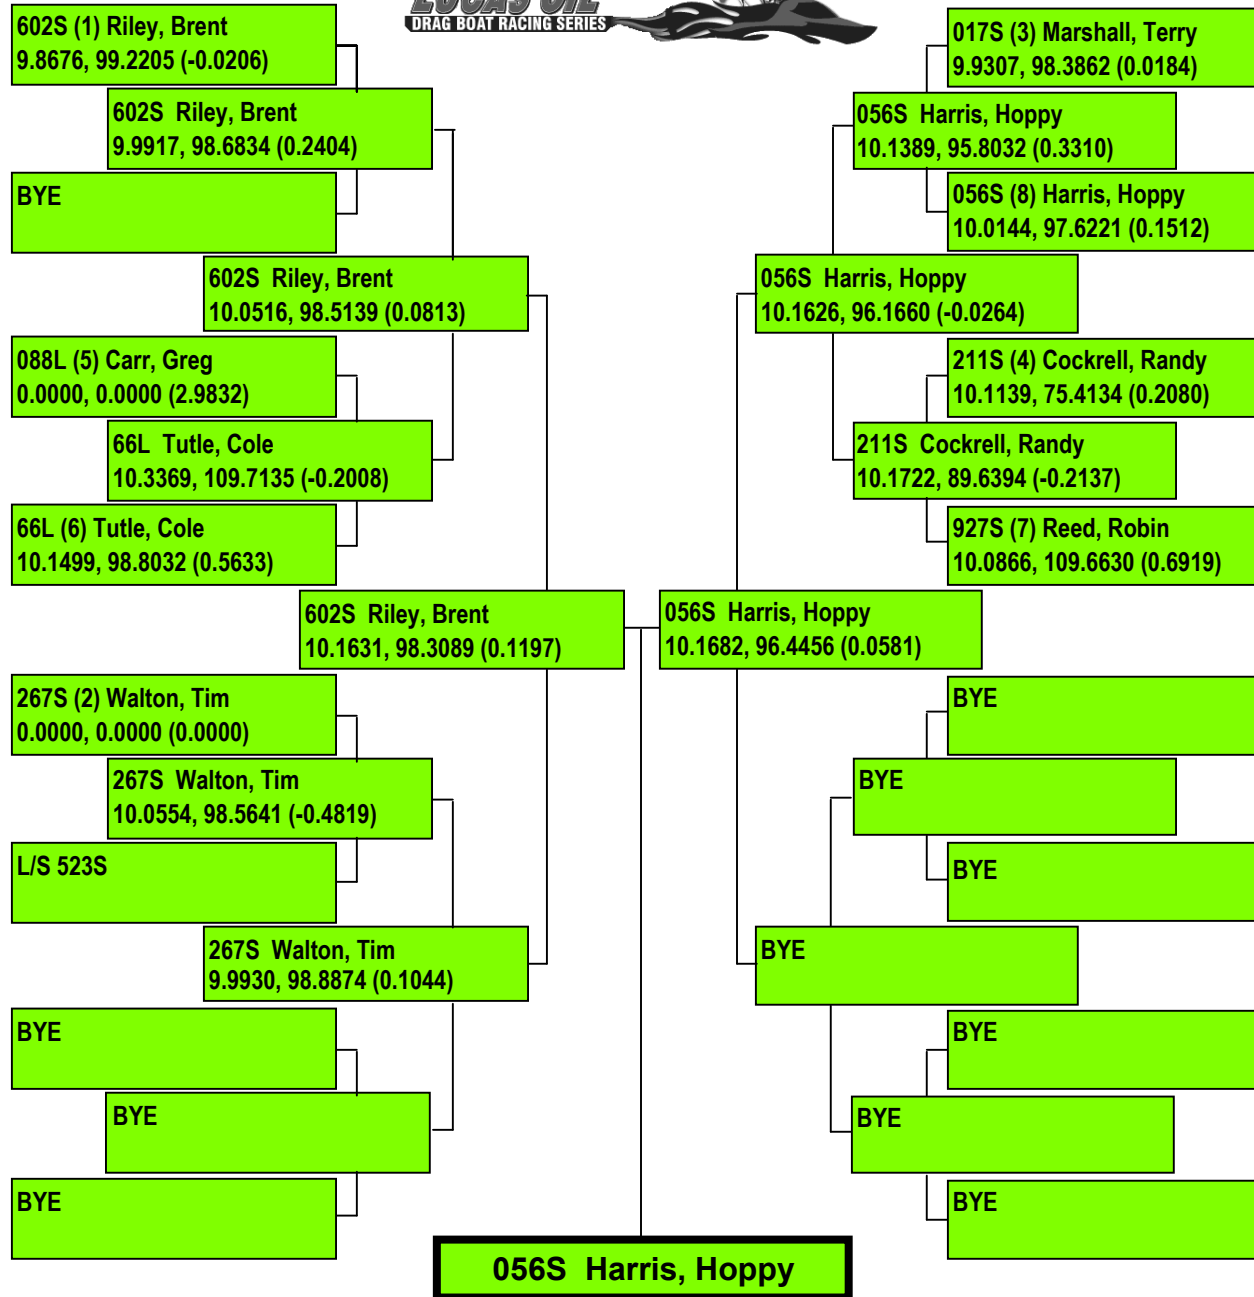 LUCAS OIL
DRAG BOAT RACING SERIES
602S (1) Riley, Brent
9.8676, 99.2205 (-0.0206)
602S Riley, Brent
9.9917, 98.6834 (0.2404)
BYE
602S Riley, Brent
10.0516, 98.5139 (0.0813)
088L (5) Carr, Greg
0.0000, 0.0000 (2.9832)
66L Tutle, Cole
10.3369, 109.7135 (-0.2008)
66L (6) Tutle, Cole
10.1499, 98.8032 (0.5633)
602S Riley, Brent
10.1631, 98.3089 (0.1197)
267S (2) Walton, Tim
0.0000, 0.0000 (0.0000)
267S Walton, Tim
10.0554, 98.5641 (-0.4819)
L/S 523S
267S Walton, Tim
9.9930, 98.8874 (0.1044)
BYE
BYE
BYE
017S (3) Marshall, Terry
9.9307, 98.3862 (0.0184)
056S Harris, Hoppy
10.1389, 95.8032 (0.3310)
056S (8) Harris, Hoppy
10.0144, 97.6221 (0.1512)
056S Harris, Hoppy
10.1626, 96.1660 (-0.0264)
211S (4) Cockrell, Randy
10.1139, 75.4134 (0.2080)
211S Cockrell, Randy
10.1722, 89.6394 (-0.2137)
927S (7) Reed, Robin
10.0866, 109.6630 (0.6919)
056S Harris, Hoppy
10.1682, 96.4456 (0.0581)
BYE
BYE
BYE
BYE
BYE
BYE
BYE
056S Harris, Hoppy